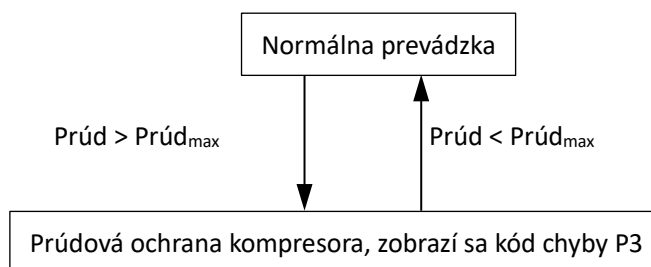 Normálna prevádzka
Prúd > Prúdmax
Prúd < Prúdmax
Prúdová ochrana kompresora, zobrazí sa kód chyby P3